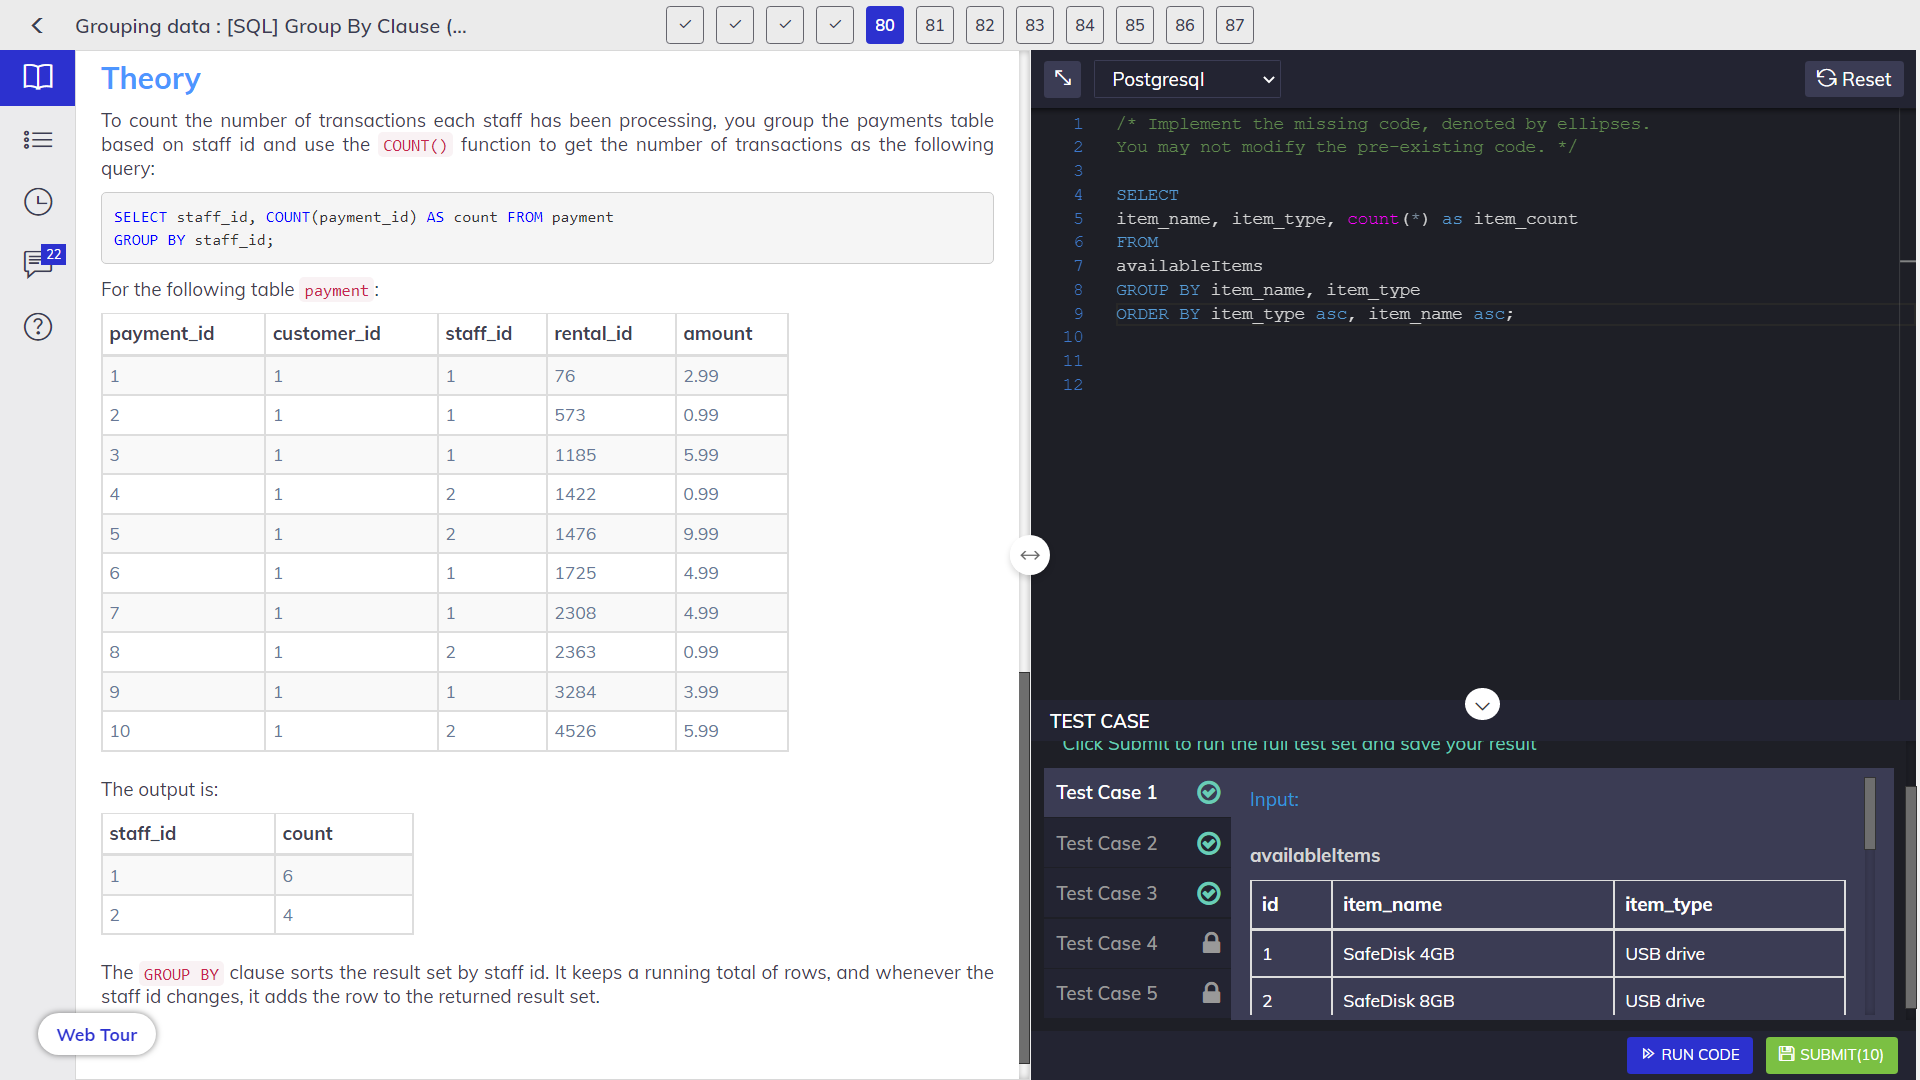 Grouping data : [SQL] Group By Clause (...
80 81 82 83 84 85 86 87
22
Theory
To count the number of transactions each staff has been processing, you group the payments table
based on staff id and use the COUNT() function to get the number of transactions as the following
query:
SELECT staff_id, COUNT(payment_id) AS count FROM payment
GROUP BY staff_id;
For the following table payment :
payment_id customer_id staff_id rental_id amount
1 1 1 76 2.99
2 1 1 573 0.99
3 1 1 1185 5.99
4 1 2 1422 0.99
5 1 2 1476 9.99
6 1 1 1725 4.99
7 1 1 2308 4.99
8 1 2 2363 0.99
9 1 1 3284 3.99
10 1 2 4526 5.99
The output is:
staff_id count
1 6
2 4
The GROUP BY clause sorts the result set by staff id. It keeps a running total of rows, and whenever the
staff id changes, it adds the row to the returned result set.
Web Tour
Postgresql
Reset
1 /* Implement the missing code, denoted by ellipses.
2 You may not modify the pre-existing code. */
3
4 SELECT
5 item_name, item_type, count(*) as item_count
6 FROM
7 availableItems
8 GROUP BY item_name, item_type
9 ORDER BY item_type asc, item_name asc;
10
11
12
TEST CASE
Click Submit to run the full test set and save your result
Test Case 1
Test Case 2
Test Case 3
Test Case 4
Test Case 5
Input:
availableItems
id item_name item_type
1 SafeDisk 4GB USB drive
2 SafeDisk 8GB USB drive
RUN CODE
SUBMIT(10)